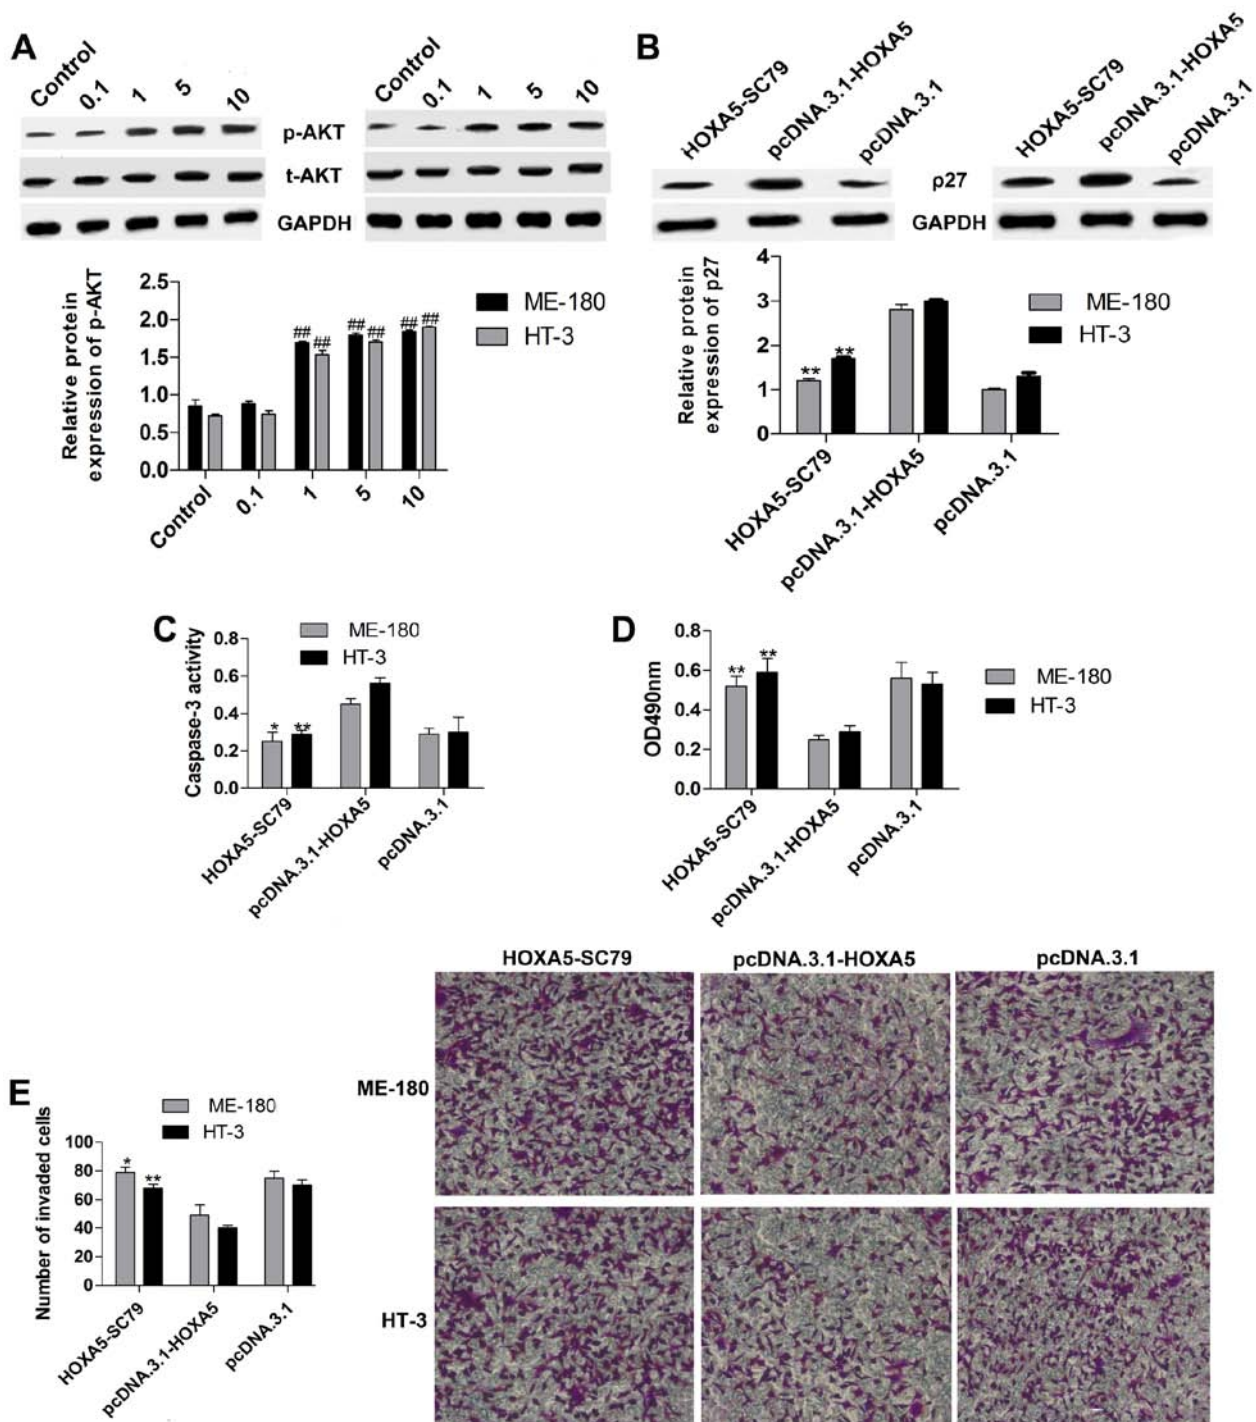 A
Control
0.1
1
5
10
Control
0.1
1
5
10
p-AKT
t-AKT
GAPDH
Relative protein
expression of p-AKT
2.5
2.0
1.5
1.0
0.5
0.0
##
##
##
##
##
##
ME-180
HT-3
Control
0.1
1
5
10
B
HOXA5-SC79
pcDNA.3.1-HOXA5
pcDNA.3.1
HOXA5-SC79
pcDNA.3.1-HOXA5
pcDNA.3.1
p27
GAPDH
Relative protein
expression of p27
4
3
2
1
0
**
**
ME-180
HT-3
HOXA5-SC79
pcDNA.3.1-HOXA5
pcDNA.3.1
C
Caspase-3 activity
0.8
0.6
0.4
0.2
0.0
ME-180
HT-3
*
**
HOXA5-SC79
pcDNA.3.1-HOXA5
pcDNA.3.1
D
OD490nm
0.8
0.6
0.4
0.2
0.0
**
**
ME-180
HT-3
HOXA5-SC79
pcDNA.3.1-HOXA5
pcDNA.3.1
E
Number of invaded cells
100
80
60
40
20
0
ME-180
HT-3
*
**
HOXA5-SC79
pcDNA.3.1-HOXA5
pcDNA.3.1
HOXA5-SC79
pcDNA.3.1-HOXA5
pcDNA.3.1
ME-180
HT-3